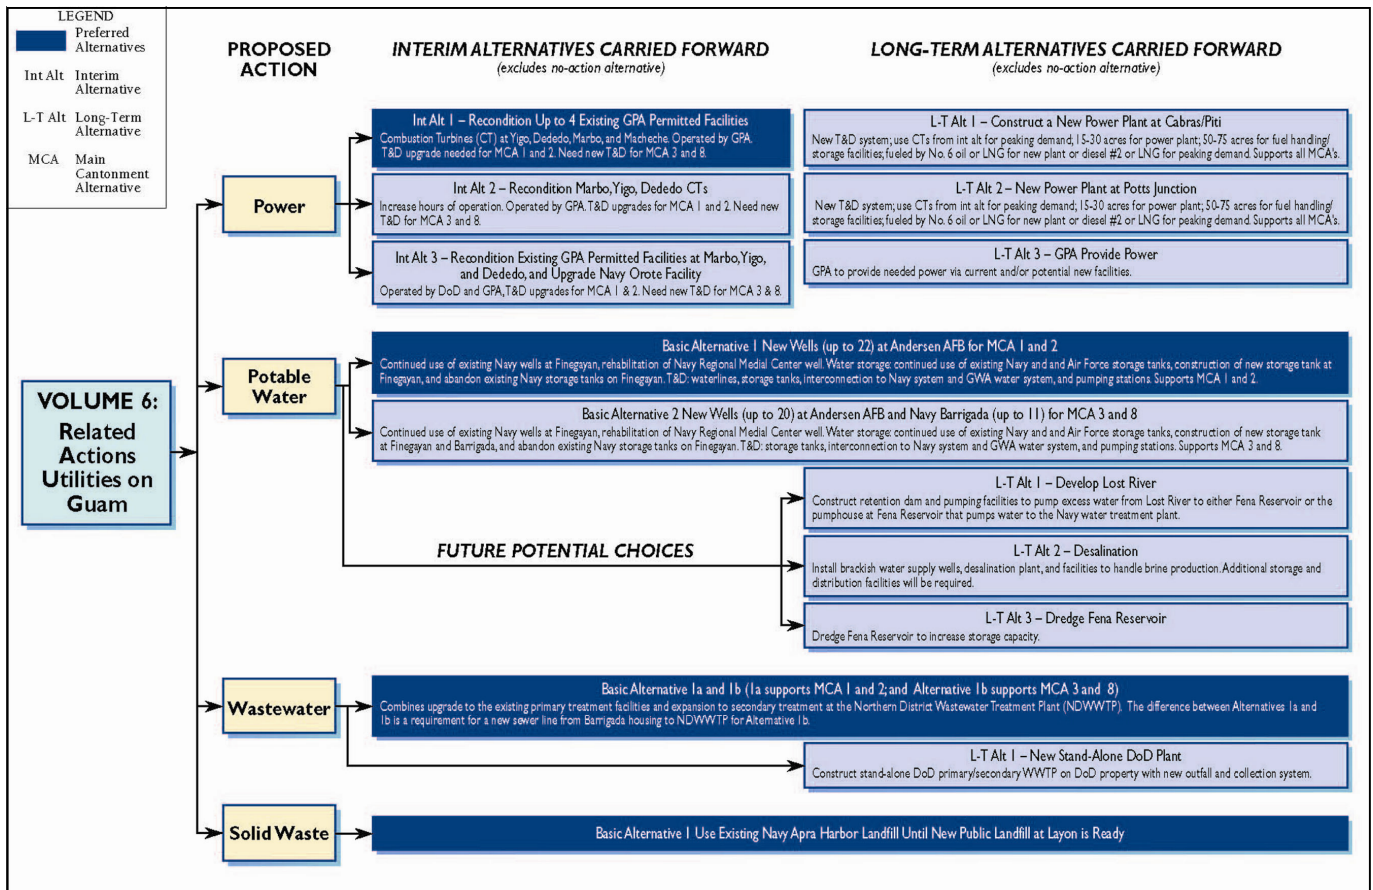 LEGEND
Preferred
Alternatives
Int Alt Interim
Alternative
L-T Alt Long-Term
Alternative
MCA Main
Cantonment
Alternative
PROPOSED
ACTION
INTERIM ALTERNATIVES CARRIED FORWARD
(excludes no-action alternative)
LONG-TERM ALTERNATIVES CARRIED FORWARD
(excludes no-action alternative)
VOLUME 6:
Related
Actions
Utilities on
Guam
Power
Int Alt 1 – Recondition Up to 4 Existing GPA Permitted Facilities
Combustion Turbines (CT) at Yigo, Dededo, Marbo, and Macheche. Operated by GPA.
T&D upgrade needed for MCA 1 and 2. Need new T&D for MCA 3 and 8.
Int Alt 2 – Recondition Marbo, Yigo, Dededo CTs
Increase hours of operation. Operated by GPA. T&D upgrades for MCA 1 and 2. Need new
T&D for MCA 3 and 8.
Int Alt 3 – Recondition Existing GPA Permitted Facilities at Marbo, Yigo,
and Dededo, and Upgrade Navy Orote Facility
Operated by DoD and GPA, T&D upgrades for MCA 1 & 2. Need new T&D for MCA 3 & 8.
L-T Alt 1 – Construct a New Power Plant at Cabras/Piti
New T&D system; use CTs from int alt for peaking demand; 15-30 acres for power plant; 50-75 acres for fuel handling/
storage facilities; fueled by No. 6 oil or LNG for new plant or diesel #2 or LNG for peaking demand. Supports all MCA's.
L-T Alt 2 – New Power Plant at Potts Junction
New T&D system; use CTs from int alt for peaking demand; 15-30 acres for power plant; 50-75 acres for fuel handling/
storage facilities; fueled by No. 6 oil or LNG for new plant or diesel #2 or LNG for peaking demand. Supports all MCA's.
L-T Alt 3 – GPA Provide Power
GPA to provide needed power via current and/or potential new facilities.
Potable
Water
Basic Alternative 1 New Wells (up to 22) at Andersen AFB for MCA 1 and 2
Continued use of existing Navy wells at Finegayan, rehabilitation of Navy Regional Medial Center well. Water storage: continued use of existing Navy and and Air Force storage tanks, construction of new storage tank at
Finegayan, and abandon existing Navy storage tanks on Finegayan. T&D: waterlines, storage tanks, interconnection to Navy system and GWA water system, and pumping stations. Supports MCA 1 and 2.
Basic Alternative 2 New Wells (up to 20) at Andersen AFB and Navy Barrigada (up to 11) for MCA 3 and 8
Continued use of existing Navy wells at Finegayan, rehabilitation of Navy Regional Medial Center well. Water storage: continued use of existing Navy and and Air Force storage tanks, construction of new storage tank
at Finegayan and Barrigada, and abandon existing Navy storage tanks on Finegayan. T&D: storage tanks, interconnection to Navy system and GWA water system, and pumping stations. Supports MCA 3 and 8.
FUTURE POTENTIAL CHOICES
L-T Alt 1 – Develop Lost River
Construct retention dam and pumping facilities to pump excess water from Lost River to either Fena Reservoir or the
pumphouse at Fena Reservoir that pumps water to the Navy water treatment plant.
L-T Alt 2 – Desalination
Install brackish water supply wells, desalination plant, and facilities to handle brine production. Additional storage and
distribution facilities will be required.
L-T Alt 3 – Dredge Fena Reservoir
Dredge Fena Reservoir to increase storage capacity.
Wastewater
Basic Alternative 1a and 1b (1a supports MCA 1 and 2; and Alternative 1b supports MCA 3 and 8)
Combines upgrade to the existing primary treatment facilities and expansion to secondary treatment at the Northern District Wastewater Treatment Plant (NDWWTP). The difference between Alternatives 1a and
1b is a requirement for a new sewer line from Barrigada housing to NDWWTP for Alternative 1b.
L-T Alt 1 – New Stand-Alone DoD Plant
Construct stand-alone DoD primary/secondary WWTP on DoD property with new outfall and collection system.
Solid Waste
Basic Alternative 1 Use Existing Navy Apra Harbor Landfill Until New Public Landfill at Layon is Ready